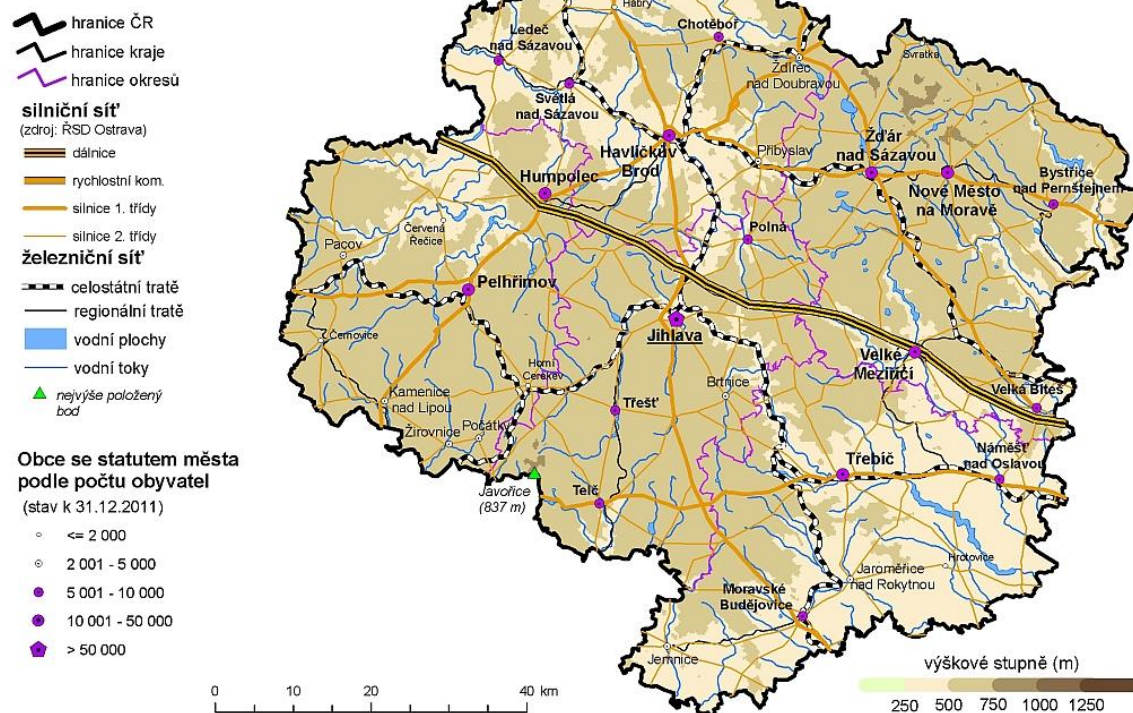 hranice ČR
hranice kraje
hranice okresů
silniční síť
(zdroj: ŘSD Ostrava)
dálnice
rychlostní kom.
silnice 1. třídy
silnice 2. třídy
železniční síť
celostátní tratě
regionální tratě
vodní plochy
vodní toky
nejvýše položený
bod
Obce se statutem města
podle počtu obyvatel
(stav k 31.12.2011)
<= 2 000
2 001 - 5 000
5 001 - 10 000
10 001 - 50 000
> 50 000
0 10 20 40 km
Habry
Chotěboř
Ledeč
nad Sázavou
Ždírec
nad Doubravou
Svratka
Světlá
nad Sázavou
Havlíčkův
Brod
Přibyslav
Žďár
nad Sázavou
Nové Město
na Moravě
Bystřice
nad Pernštejnem
Humpolec
Polná
Červená
Řečice
Pacov
Pelhřimov
Jihlava
Černovice
Horní
Cerekev
Velké
Meziříčí
Brtnice
Velká Bíteš
Kamenice
nad Lipou
Třešť
Žirovnice
Počátky
Náměšť
nad Oslavou
Třebíč
Javořice
(837 m)
Telč
Hrotovice
Jaroměřice
nad Rokytnou
Moravské
Budějovice
Jemnice
výškové stupně (m)
250 500 750 1000 1250